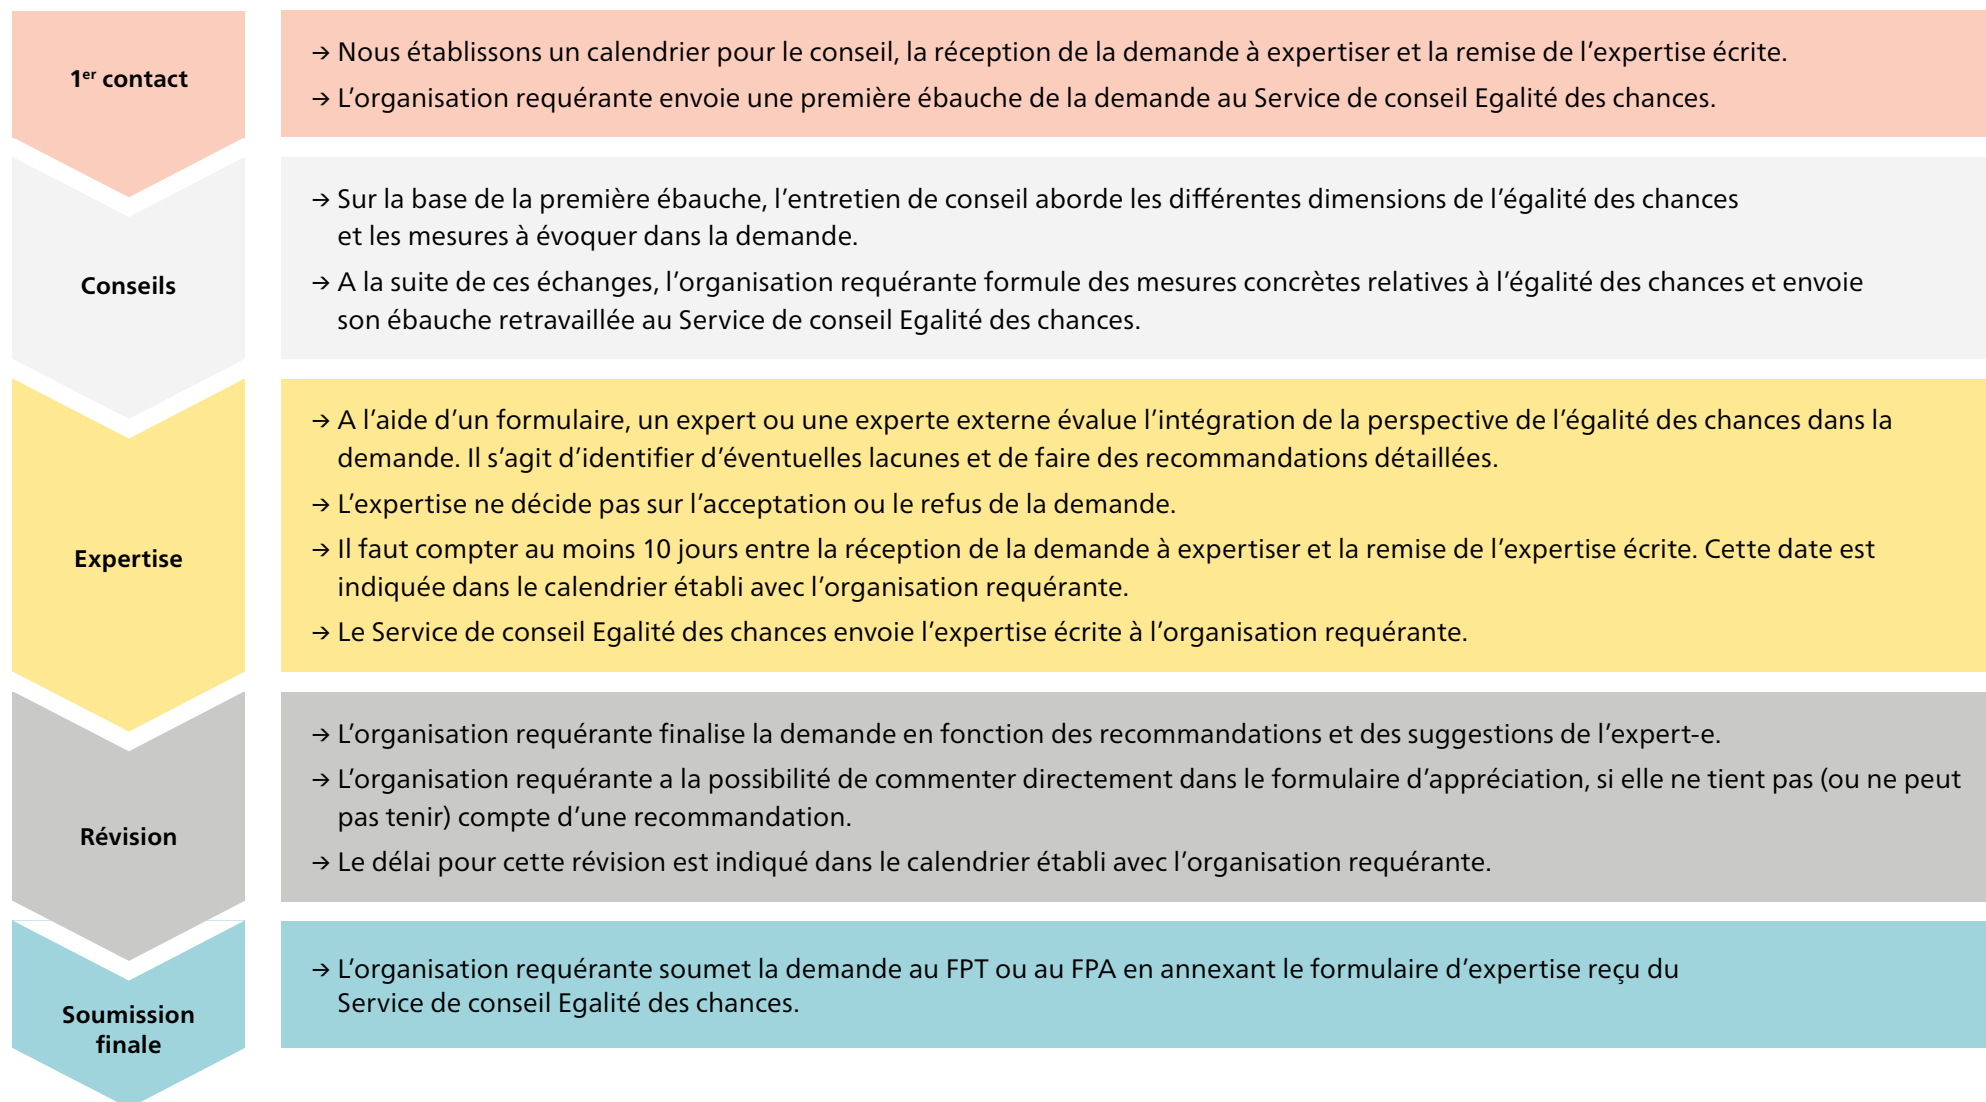 1er contact
→ Nous établissons un calendrier pour le conseil, la réception de la demande à expertiser et la remise de l’expertise écrite.
→ L’organisation requérante envoie une première ébauche de la demande au Service de conseil Egalité des chances.
Conseils
→ Sur la base de la première ébauche, l’entretien de conseil aborde les différentes dimensions de l’égalité des chances
et les mesures à évoquer dans la demande.
→ A la suite de ces échanges, l’organisation requérante formule des mesures concrètes relatives à l’égalité des chances et envoie
son ébauche retravaillée au Service de conseil Egalité des chances.
Expertise
→ A l’aide d’un formulaire, un expert ou une experte externe évalue l’intégration de la perspective de l’égalité des chances dans la
demande. Il s’agit d’identifier d’éventuelles lacunes et de faire des recommandations détaillées.
→ L’expertise ne décide pas sur l’acceptation ou le refus de la demande.
→ Il faut compter au moins 10 jours entre la réception de la demande à expertiser et la remise de l’expertise écrite. Cette date est
indiquée dans le calendrier établi avec l’organisation requérante.
→ Le Service de conseil Egalité des chances envoie l’expertise écrite à l’organisation requérante.
Révision
→ L’organisation requérante finalise la demande en fonction des recommandations et des suggestions de l’expert-e.
→ L’organisation requérante a la possibilité de commenter directement dans le formulaire d’appréciation, si elle ne tient pas (ou ne peut
pas tenir) compte d’une recommandation.
→ Le délai pour cette révision est indiqué dans le calendrier établi avec l’organisation requérante.
Soumission
finale
→ L’organisation requérante soumet la demande au FPT ou au FPA en annexant le formulaire d’expertise reçu du
Service de conseil Egalité des chances.